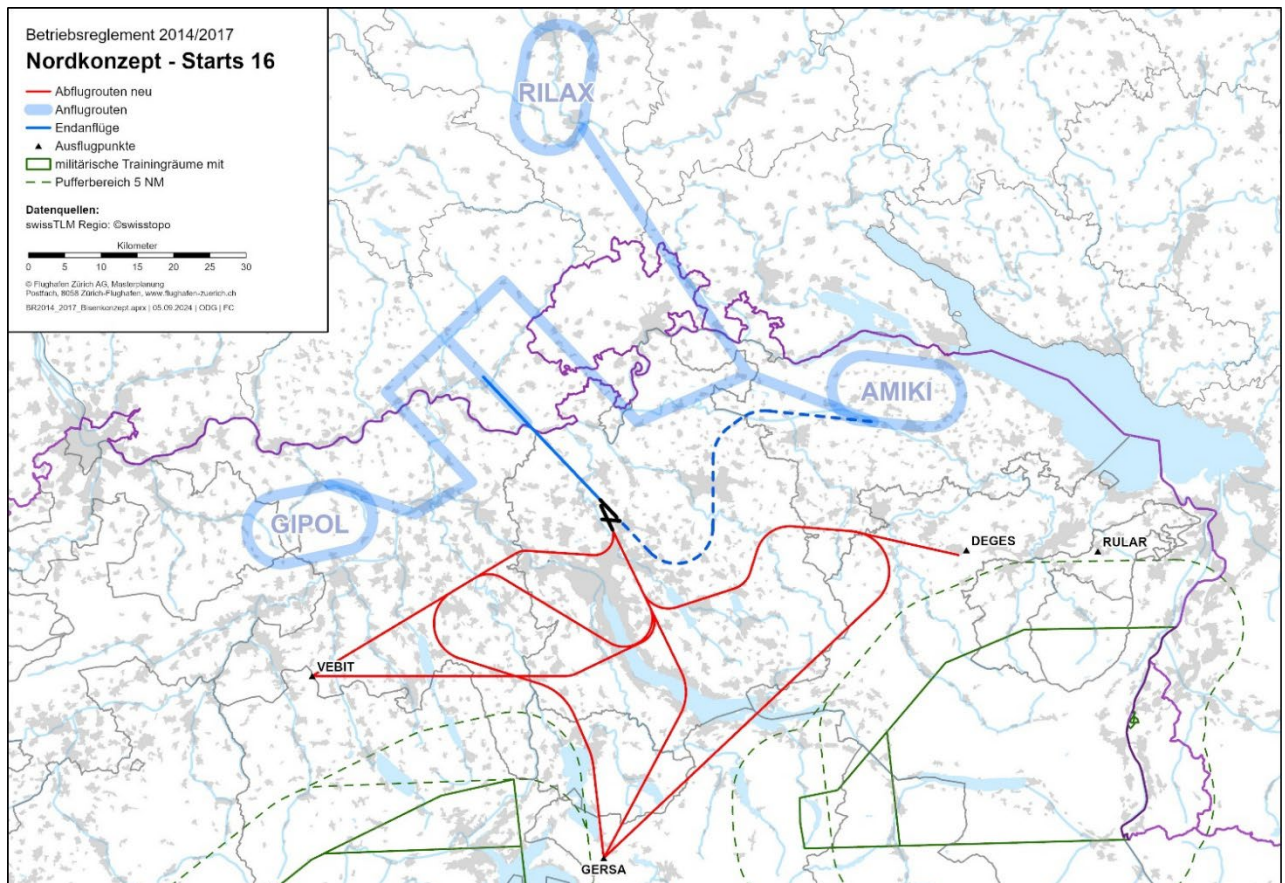 Betriebsreglement 2014/2017
Nordkonzept - Starts 16
Abflugrouten neu
Anflugrouten
Endanflüge
Ausflugpunkte
militärische Trainingräume mit
Pufferbereich 5 NM
Datenquellen:
swissTLM Regio: ©swisstopo
Kilometer
0 5 10 15 20 25 30
© Flughafen Zürich AG, Masterplanung
Postfach, 8058 Zürich-Flughafen, www.flughafen-zuerich.ch
BR2014_2017_Bisenkonzept.aprx | 05.09.2024 | ODG | FC
RILAX
AMIKI
GIPOL
DEGES
RULAR
VEBIT
GERSA